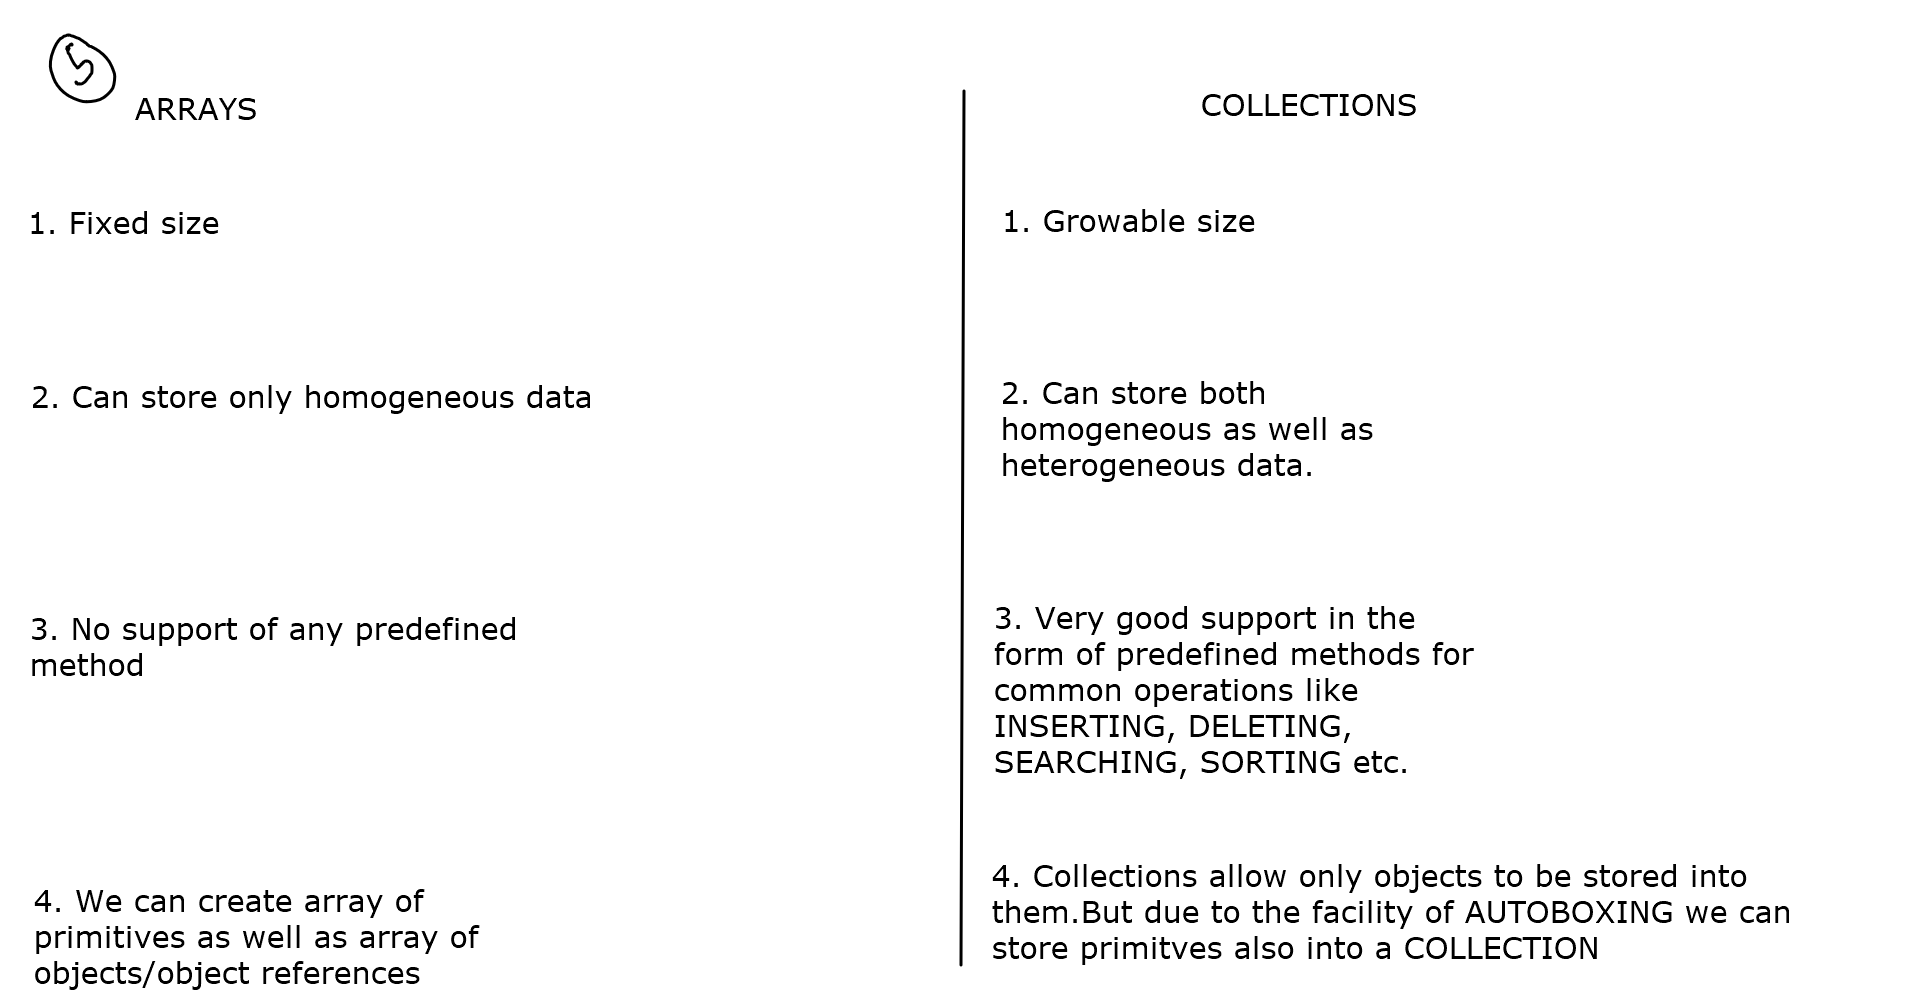 5
ARRAYS
1. Fixed size
2. Can store only homogeneous data
3. No support of any predefined
method
4. We can create array of
primitives as well as array of
objects/object references
COLLECTIONS
1. Growable size
2. Can store both
homogeneous as well as
heterogeneous data.
3. Very good support in the
form of predefined methods for
common operations like
INSERTING, DELETING,
SEARCHING, SORTING etc.
4. Collections allow only objects to be stored into
them.But due to the facility of AUTOBOXING we can
store primitves also into a COLLECTION